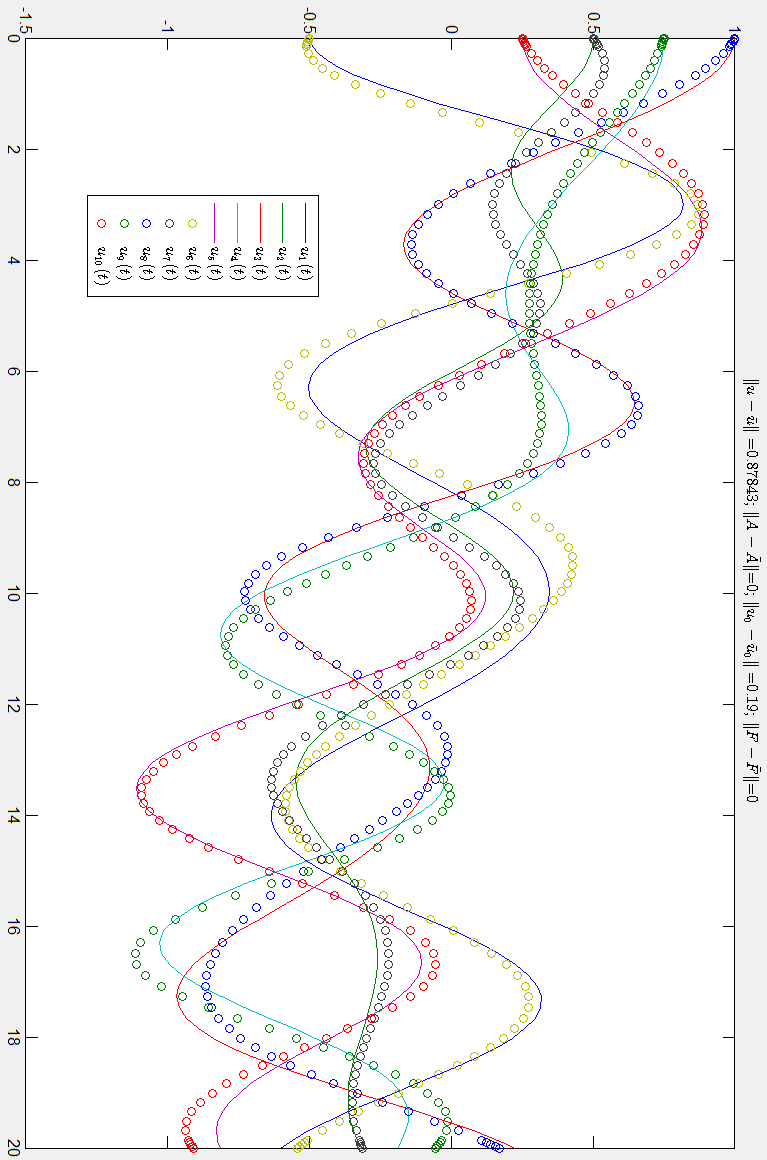 ‖u − ū‖ =0.87843; ‖A − Ā‖=0; ‖u₀ − ū₀‖ =0.19; ‖F − F̄‖=0
1
0.5
0
-0.5
-1
-1.5
0
2
4
6
8
10
12
14
16
18
20
u₁(t)
u₂(t)
u₃(t)
u₄(t)
u₅(t)
u₆(t)
u₇(t)
u₈(t)
u₉(t)
u₁₀(t)